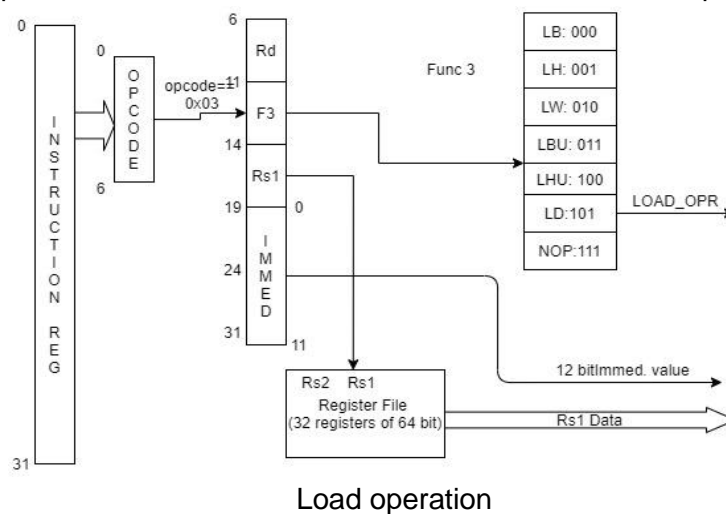 0
INSTRUCTION REG
31
0
OPCODE
6
opcode==
0x03
6
Rd
11
F3
14
Rs1
19
0
IMMED
24
31
11
Func 3
LB: 000
LH: 001
LW: 010
LBU: 011
LHU: 100
LD:101
NOP:111
LOAD_OPR
12 bitImmed. value
Rs2 Rs1
Register File
(32 registers of 64 bit)
Rs1 Data
Load operation